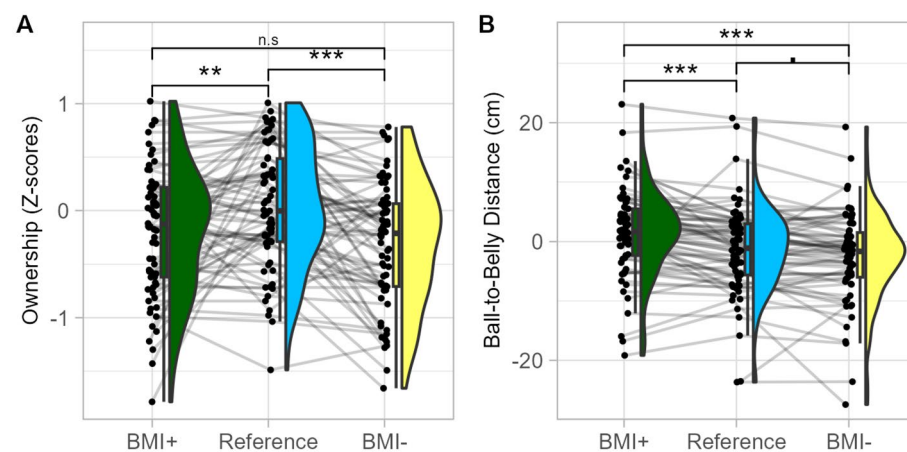 A
n.s
**
***
Ownership (Z-scores)
1
0
-1
BMI+ Reference BMI-
B
***
***
.
Ball-to-Belly Distance (cm)
20
0
-20
BMI+ Reference BMI-